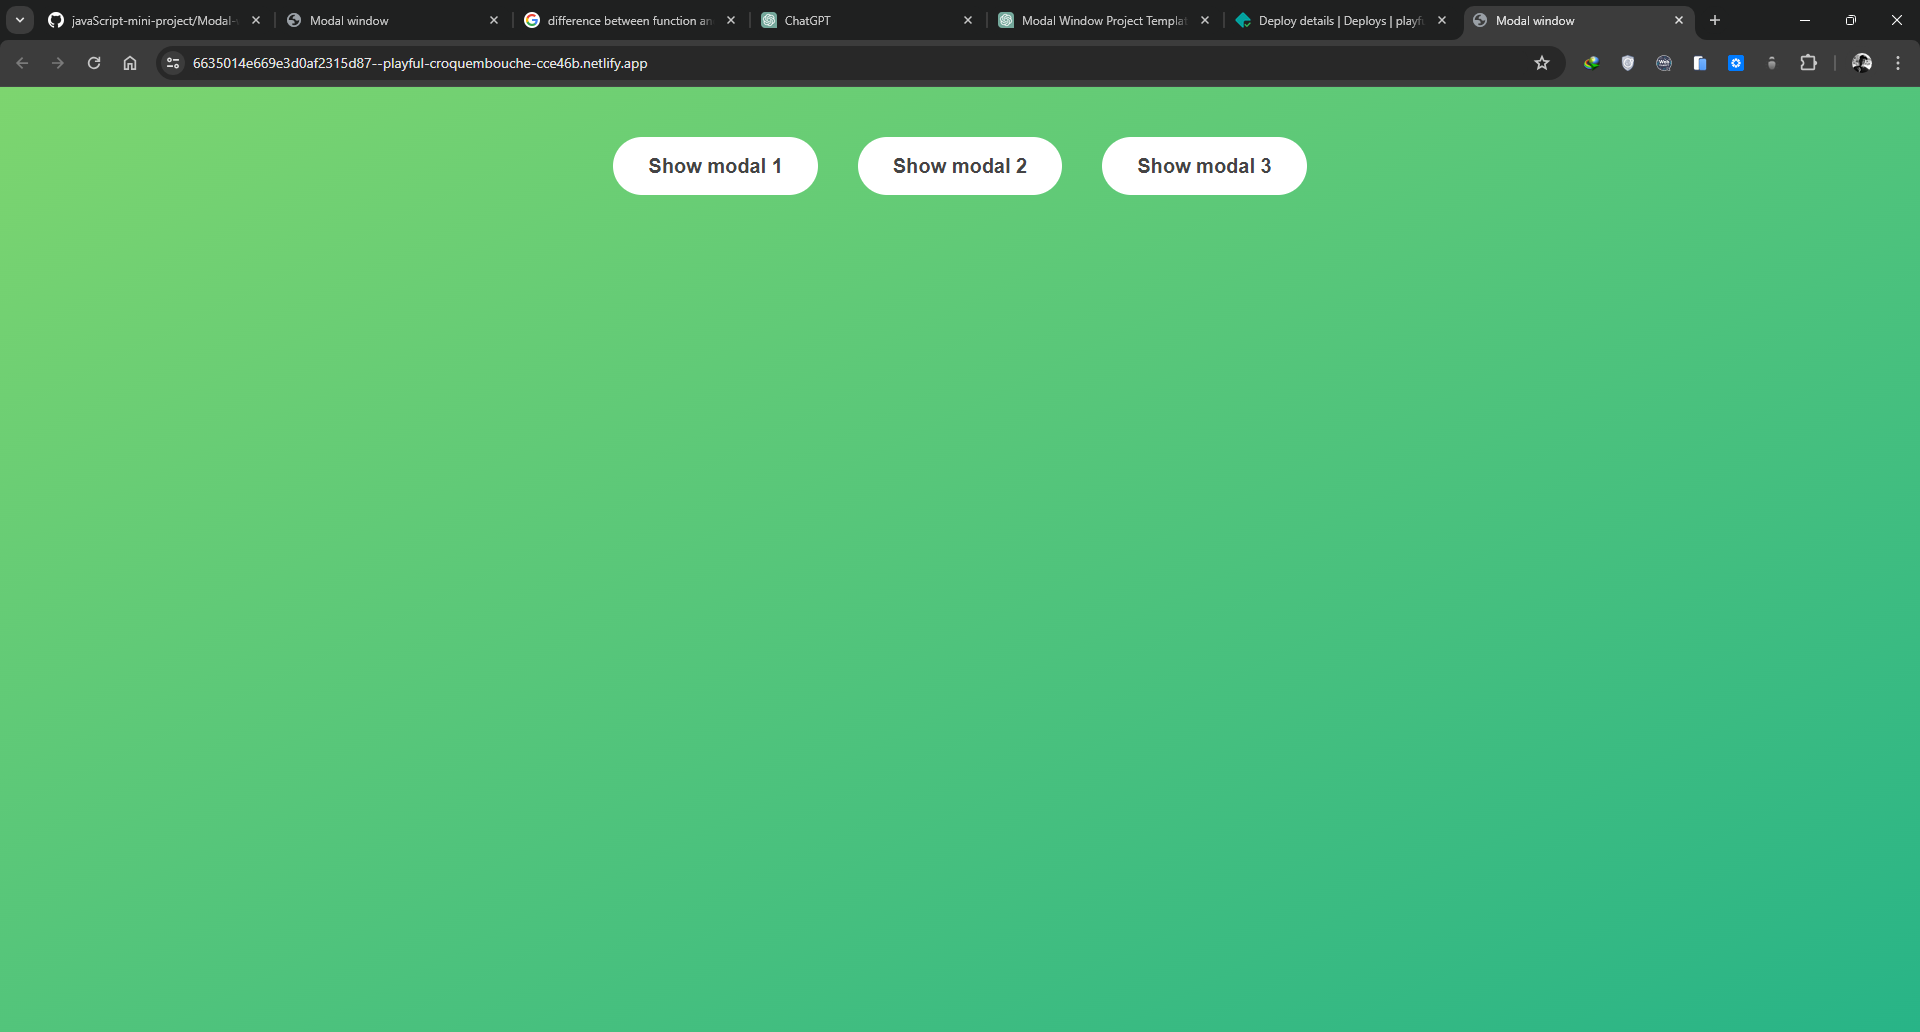 javaScript-mini-project/Modal-
Modal window
difference between function an
ChatGPT
Modal Window Project Templat
Deploy details | Deploys | playfu
Modal window
6635014e669e3d0af2315d87--playful-croquembouche-cce46b.netlify.app
Show modal 1
Show modal 2
Show modal 3